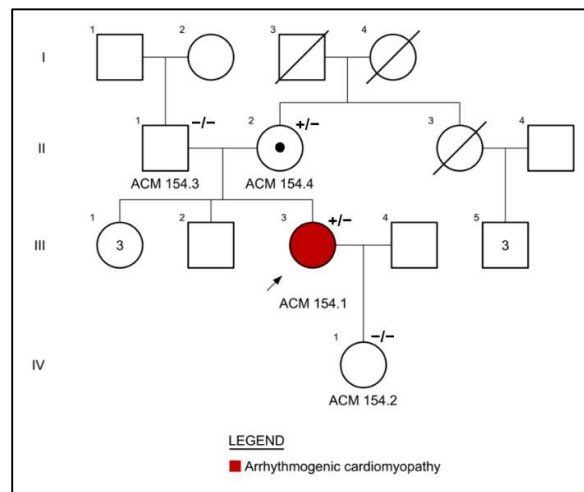 1 2 3 4
I
1 −/− 2 +/− 3 4
II
ACM 154.3 ACM 154.4
1 2 3 +/− 4 5
III 3 3
ACM 154.1
1 −/−
IV
ACM 154.2
LEGEND
Arrhythmogenic cardiomyopathy